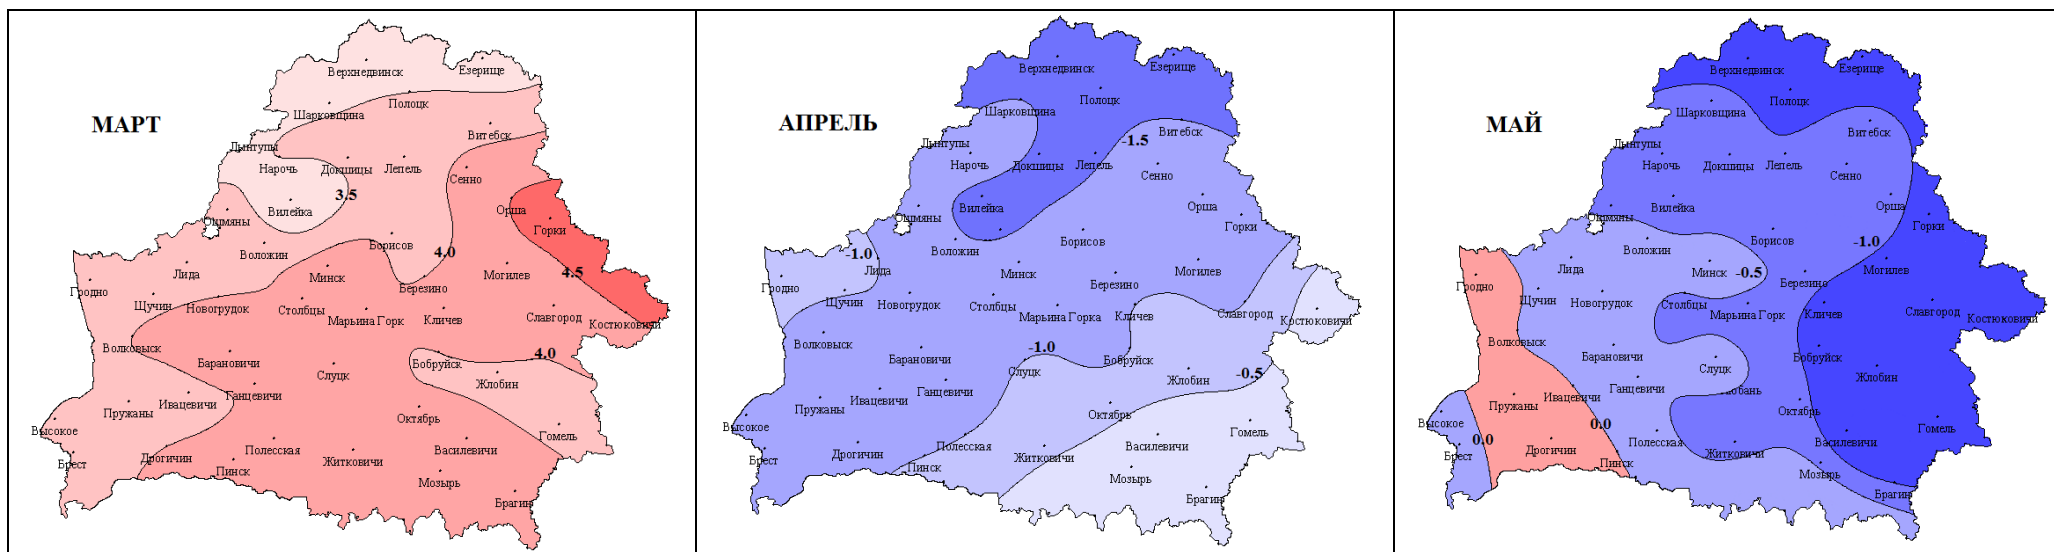 МАРТ
Верхнедвинск
Езерище
Полоцк
Шарковщина
Витебск
Дынтупы
Нарочь
Докшицы
Лепель
Сенно
3.5
Вилейка
Орша
Ошмяны
Горки
Борисов
Воложин
4.0
Лида
Минск
Могилев
4.5
Гродно
Березино
Щучин
Новогрудок
Столбцы
Марьина Горк
Кличев
Славгород
Костюковичи
Волковыск
4.0
Барановичи
Бобруйск
Слуцк
Жлобин
Ганцевичи
Ивацевичи
Пружаны
Октябрь
Высокое
Гомель
Полесская
Василевичи
Брест
Дрогичин
Житковичи
Пинск
Мозырь
Брагин
АПРЕЛЬ
Верхнедвинск
Езерище
Полоцк
Шарковщина
Витебск
-1.5
Дынтупы
Нарочь
Докшицы
Лепель
Сенно
Вилейка
Орша
Ошмяны
Горки
Борисов
Воложин
-1.0
Лида
Минск
Могилев
Гродно
Березино
Щучин
Новогрудок
Столбцы
Марьина Горка
Кличев
Славгород
Костюковичи
Волковыск
-1.0
Барановичи
Бобруйск
Слуцк
-0.5
Жлобин
Ганцевичи
Ивацевичи
Пружаны
Октябрь
Высокое
Гомель
Полесская
Василевичи
Брест
Дрогичин
Житковичи
Пинск
Мозырь
Брагин
МАЙ
Верхнедвинск
Езерище
Полоцк
Шарковщина
Витебск
Дынтупы
Нарочь
Докшицы
Лепель
Сенно
Вилейка
Орша
Ошмяны
Горки
Борисов
-1.0
Воложин
Лида
Минск
-0.5
Могилев
Гродно
Березино
Щучин
Новогрудок
Столбцы
Марьина Горк
Кличев
Славгород
Костюковичи
Волковыск
Барановичи
Бобруйск
Слуцк
Жлобин
Ганцевичи
Любань
Ивацевичи
Пружаны
Октябрь
Высокое
0.0
0.0
Гомель
Полесская
Василевичи
Брест
Дрогичин
Житковичи
Пинск
Мозырь
Брагин